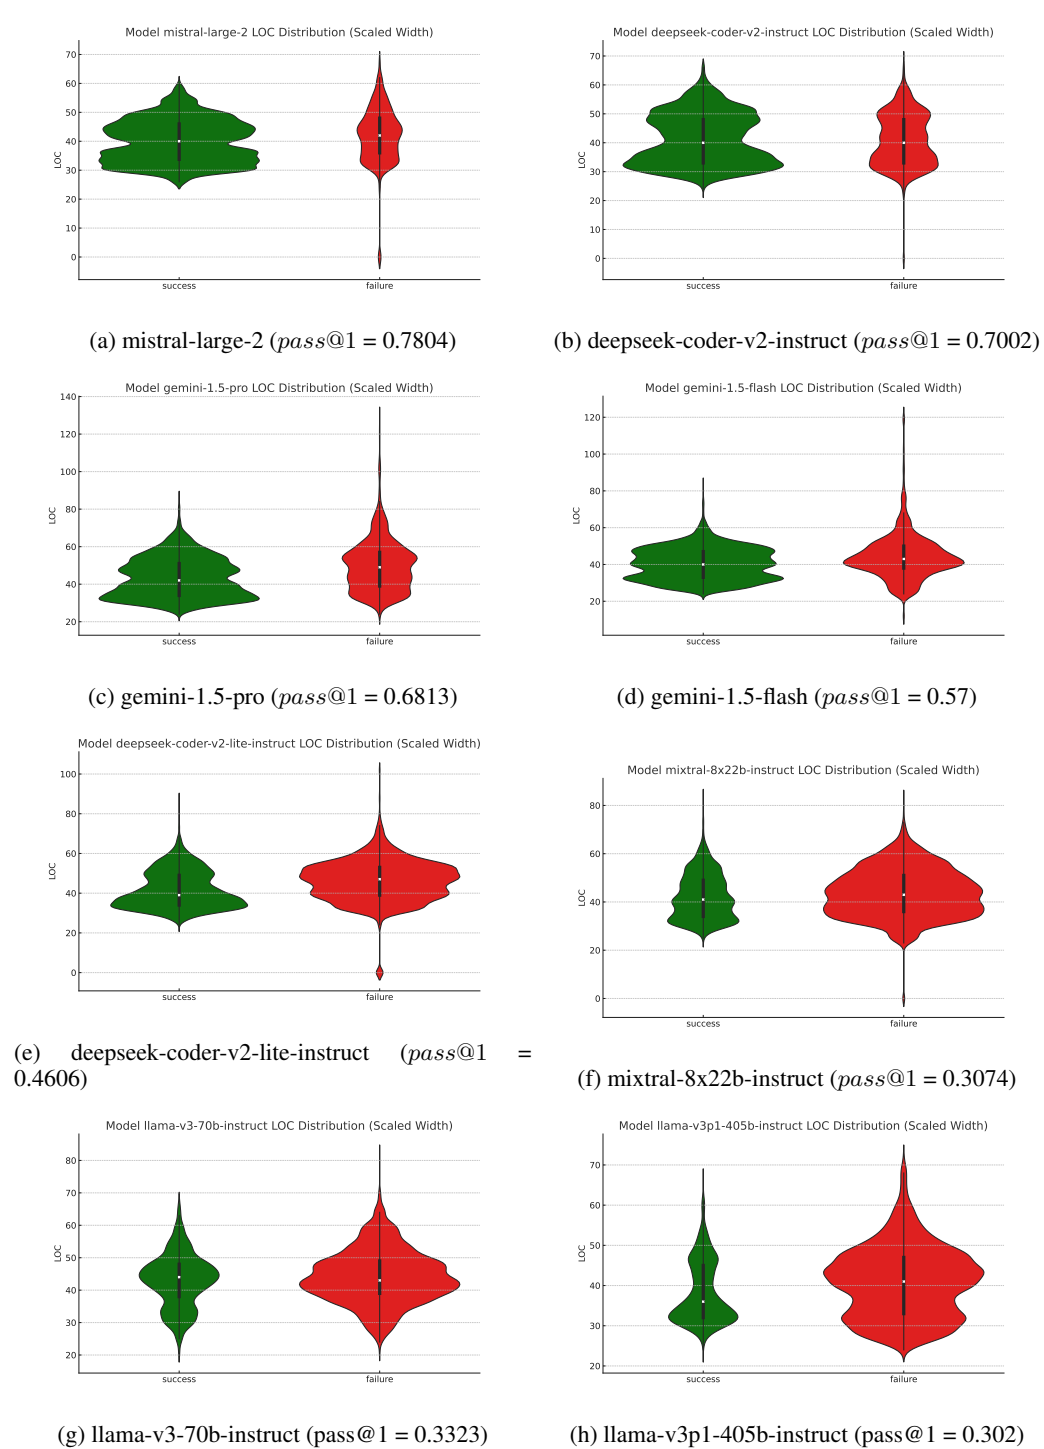 Model mistral-large-2 LOC Distribution (Scaled Width)
70
60
50
40
30
20
10
0
LOC
success failure
(a) mistral-large-2 (pass@1 = 0.7804)
Model deepseek-coder-v2-instruct LOC Distribution (Scaled Width)
70
60
50
40
30
20
10
0
LOC
success failure
(b) deepseek-coder-v2-instruct (pass@1 = 0.7002)
Model gemini-1.5-pro LOC Distribution (Scaled Width)
140
120
100
80
60
40
20
LOC
success failure
(c) gemini-1.5-pro (pass@1 = 0.6813)
Model gemini-1.5-flash LOC Distribution (Scaled Width)
120
100
80
60
40
20
LOC
success failure
(d) gemini-1.5-flash (pass@1 = 0.57)
Model deepseek-coder-v2-lite-instruct LOC Distribution (Scaled Width)
100
80
60
40
20
0
LOC
success failure
(e) deepseek-coder-v2-lite-instruct (pass@1 =
0.4606)
Model mixtral-8x22b-instruct LOC Distribution (Scaled Width)
80
60
40
20
0
LOC
success failure
(f) mixtral-8x22b-instruct (pass@1 = 0.3074)
Model llama-v3-70b-instruct LOC Distribution (Scaled Width)
80
70
60
50
40
30
20
LOC
success failure
(g) llama-v3-70b-instruct (pass@1 = 0.3323)
Model llama-v3p1-405b-instruct LOC Distribution (Scaled Width)
70
60
50
40
30
20
LOC
success failure
(h) llama-v3p1-405b-instruct (pass@1 = 0.302)